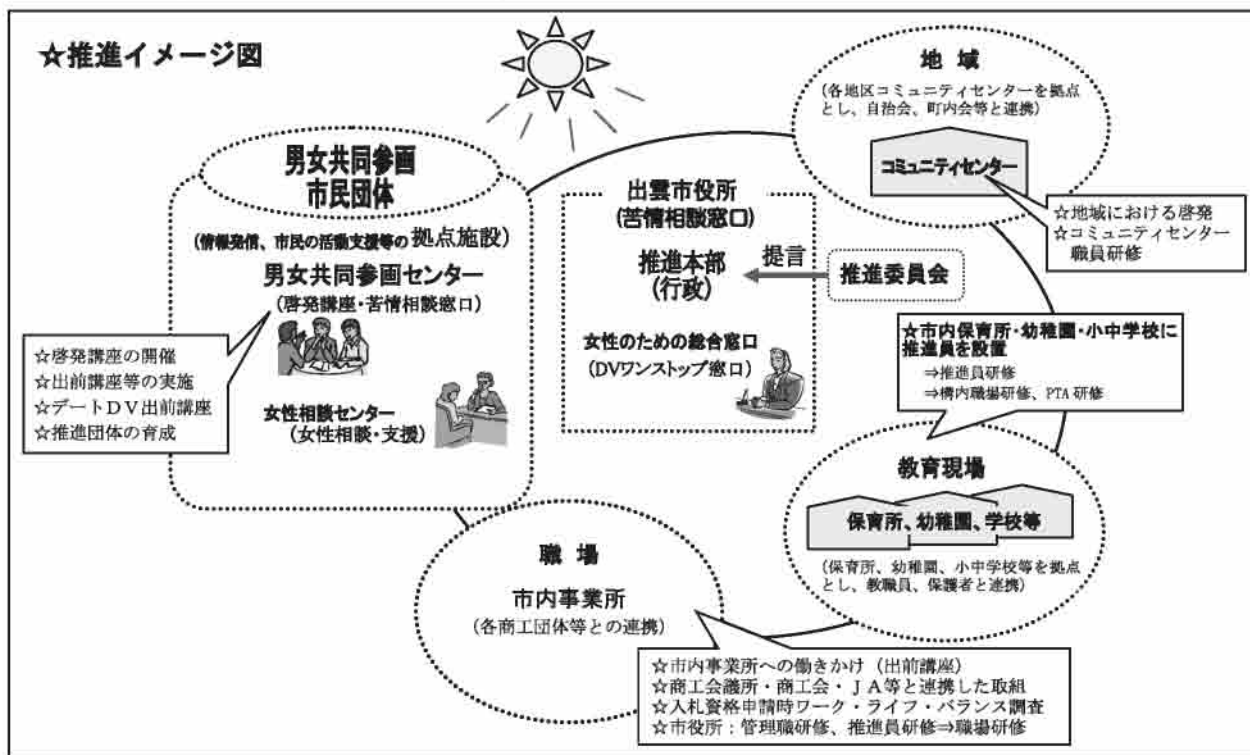 ☆推進イメージ図
男女共同参画
市民団体
(情報発信、市民の活動支援等の拠点施設)
男女共同参画センター
(啓発講座・苦情相談窓口)
☆啓発講座の開催
☆出前講座等の実施
☆デートDV出前講座
☆推進団体の育成
女性相談センター
(女性相談・支援)
出雲市役所
(苦情相談窓口)
推進本部
(行政)
提言
推進委員会
女性のための総合窓口
(DVワンストップ窓口)
地域
(各地区コミュニティセンターを拠点
とし、自治会、町内会等と連携)
コミュニティセンター
☆地域における啓発
☆コミュニティセンター
職員研修
☆市内保育所・幼稚園・小中学校に
推進員を設置
⇒推進員研修
⇒構内職場研修、PTA研修
教育現場
保育所、幼稚園、学校等
(保育所、幼稚園、小中学校等を拠点
とし、教職員、保護者と連携)
職場
市内事業所
(各商工団体等との連携)
☆市内事業所への働きかけ(出前講座)
☆商工会議所・商工会・JA等と連携した取組
☆入札資格申請時ワーク・ライフ・バランス調査
☆市役所：管理職研修、推進員研修⇒職場研修